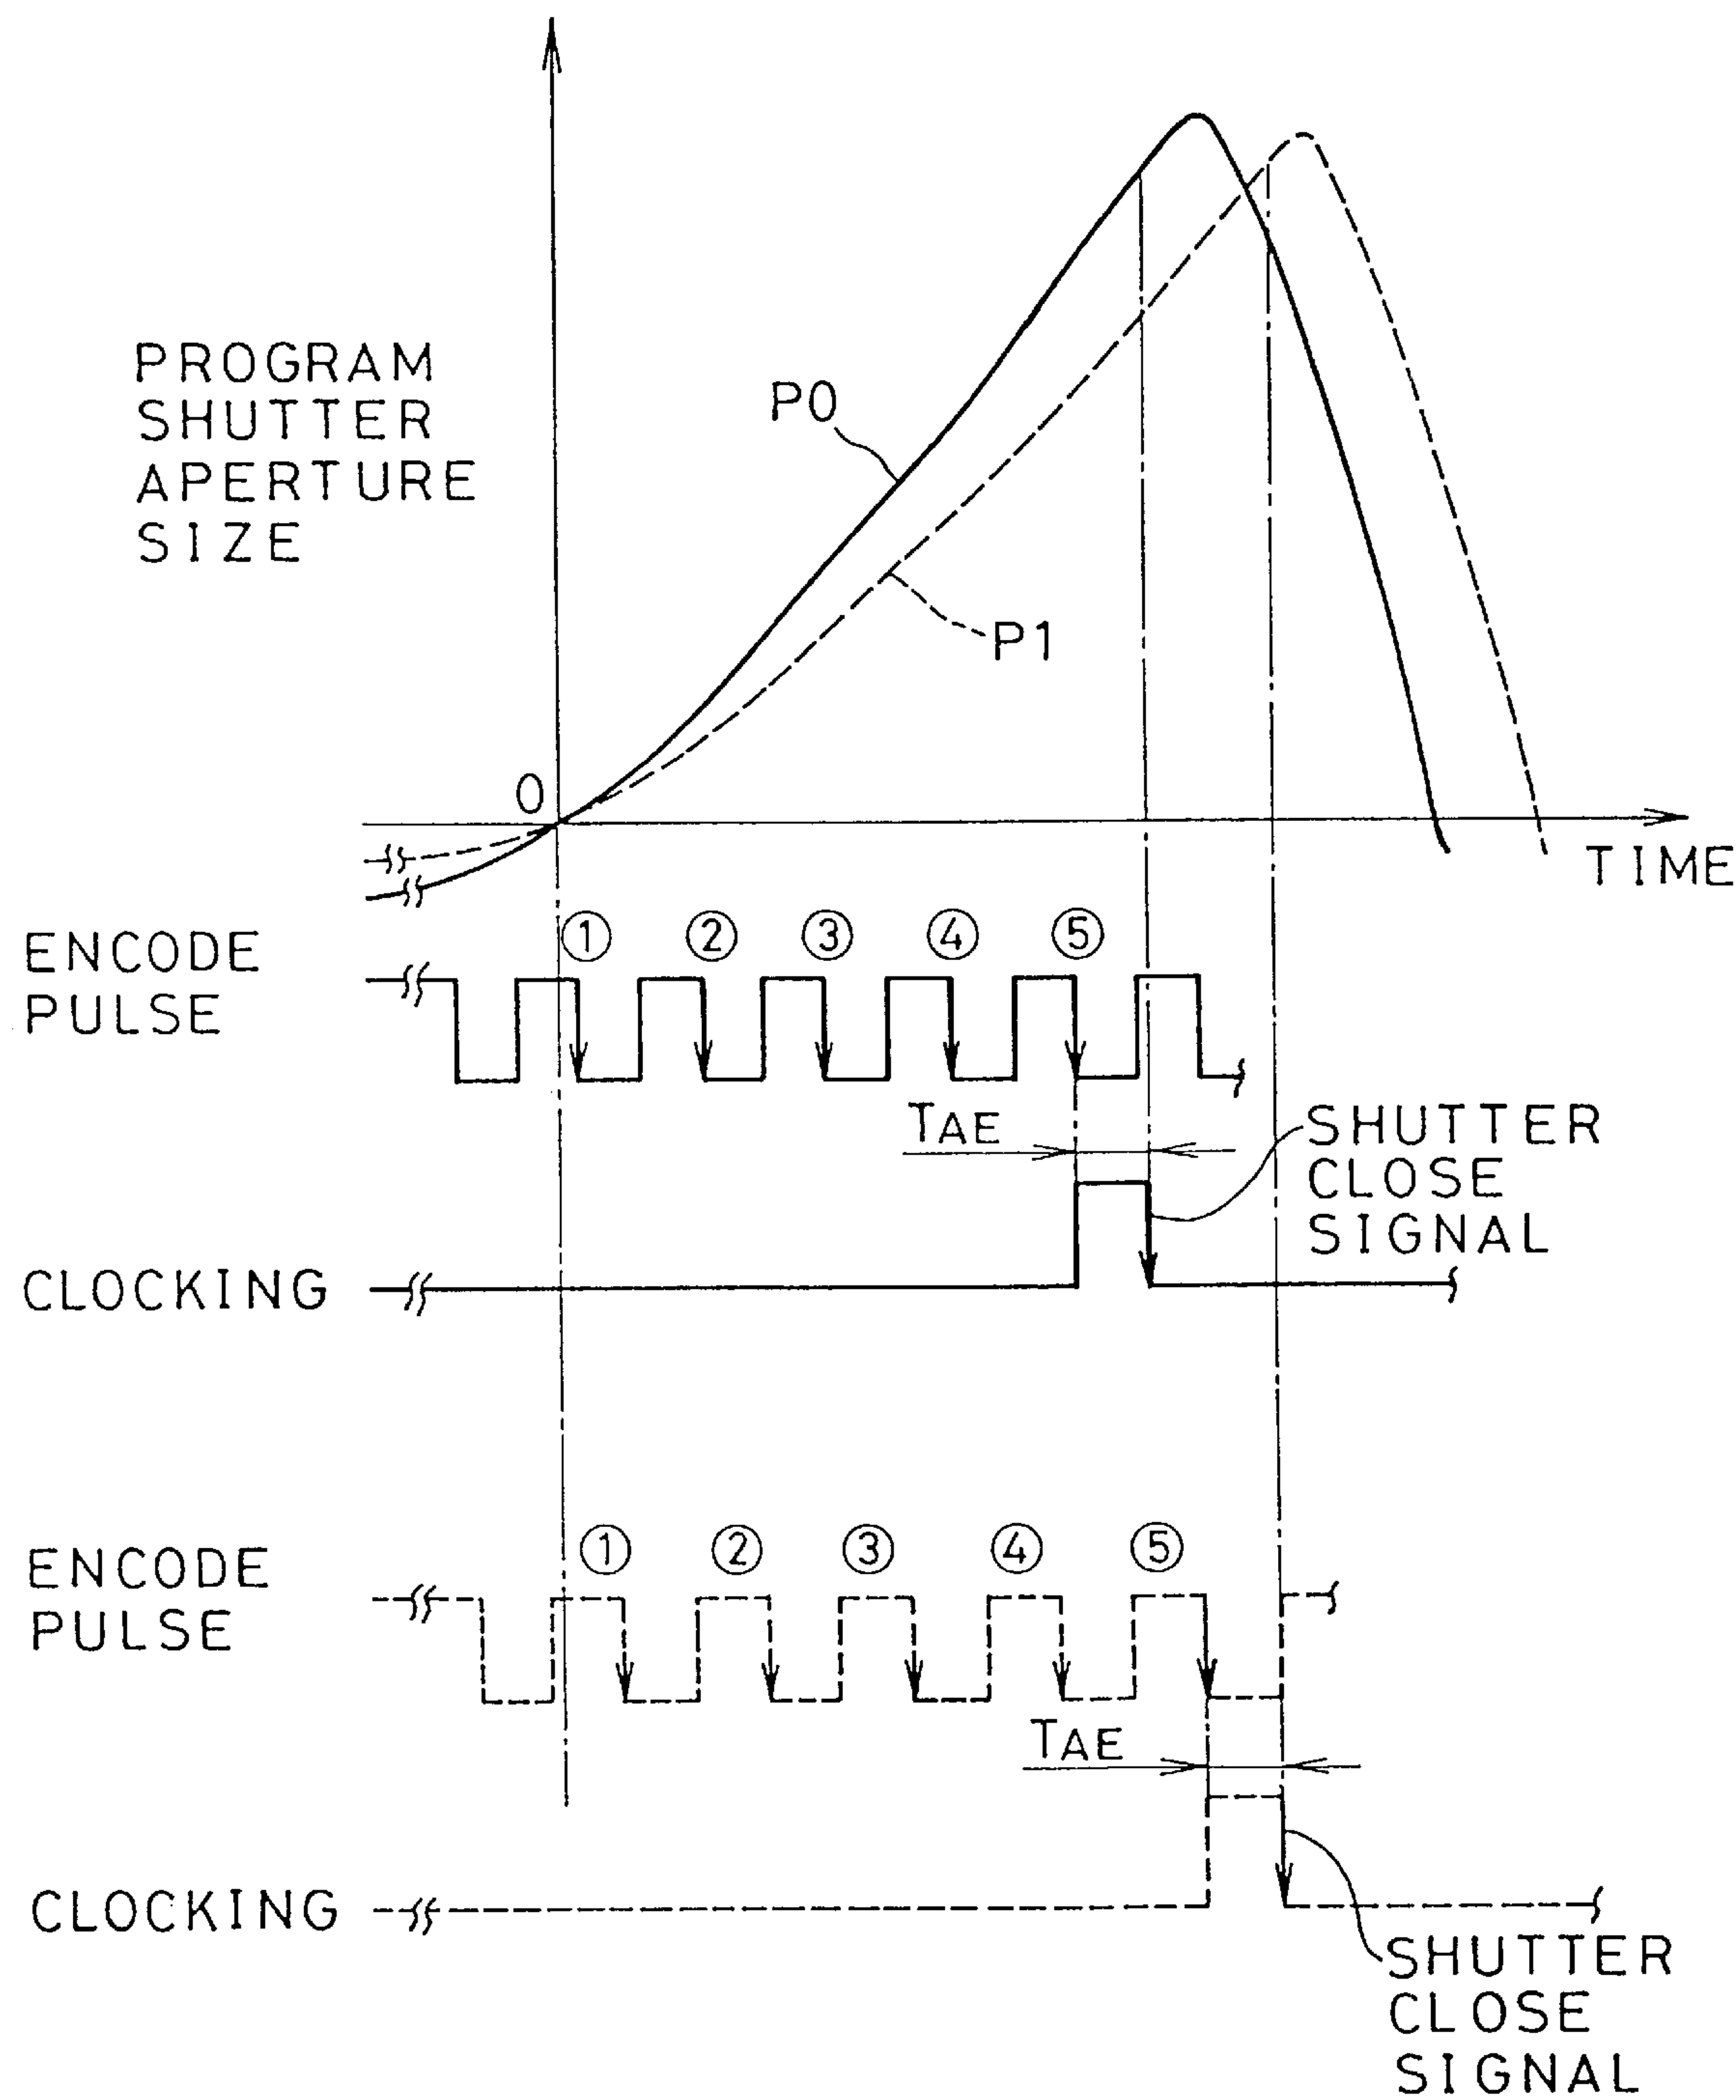 PROGRAM
SHUTTER
APERTURE
SIZE
P0
P1
0
TIME
ENCODE
PULSE
① ② ③ ④ ⑤
TAE
SHUTTER
CLOSE
SIGNAL
CLOCKING
ENCODE
PULSE
① ② ③ ④ ⑤
TAE
CLOCKING
SHUTTER
CLOSE
SIGNAL